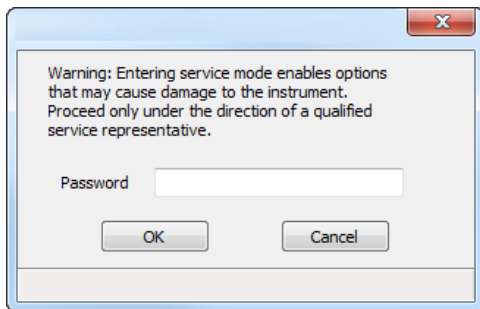 Warning: Entering service mode enables options
that may cause damage to the instrument.
Proceed only under the direction of a qualified
service representative.
Password
OK Cancel